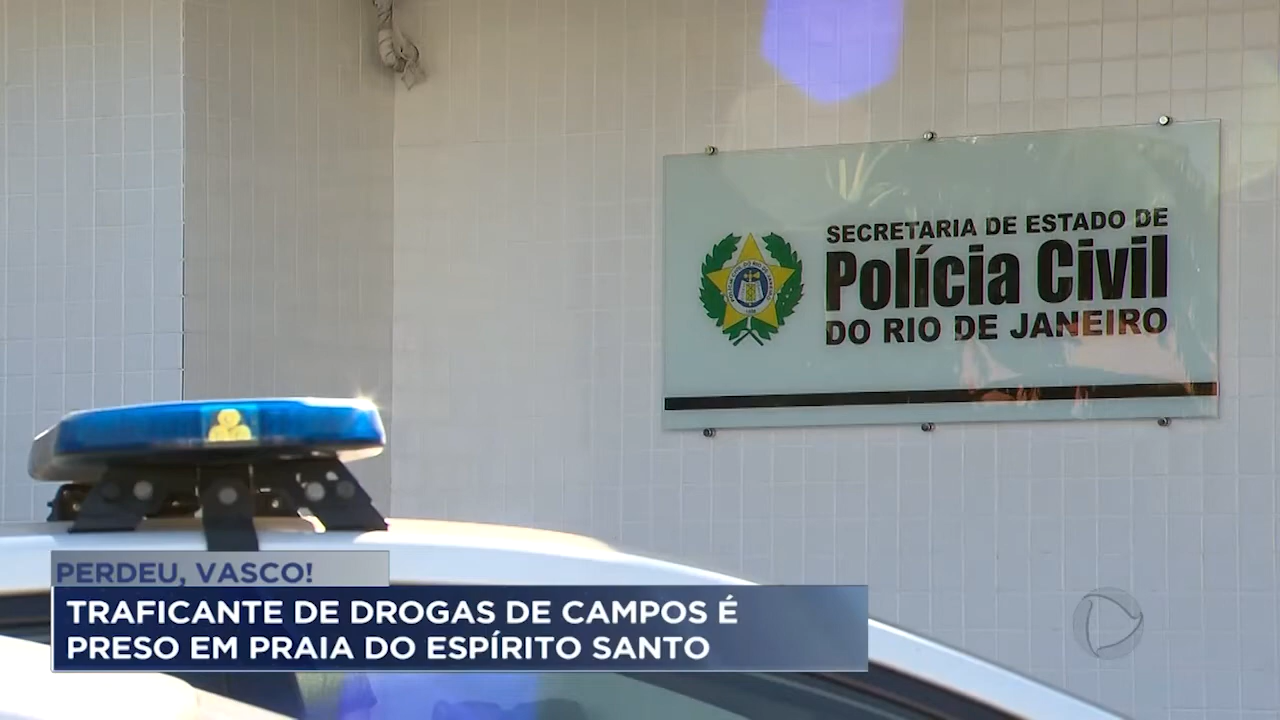 SECRETARIA DE ESTADO DE
Polícia Civil
DO RIO DE JANEIRO
PERDEU, VASCO!
TRAFICANTE DE DROGAS DE CAMPOS É
PRESO EM PRAIA DO ESPÍRITO SANTO